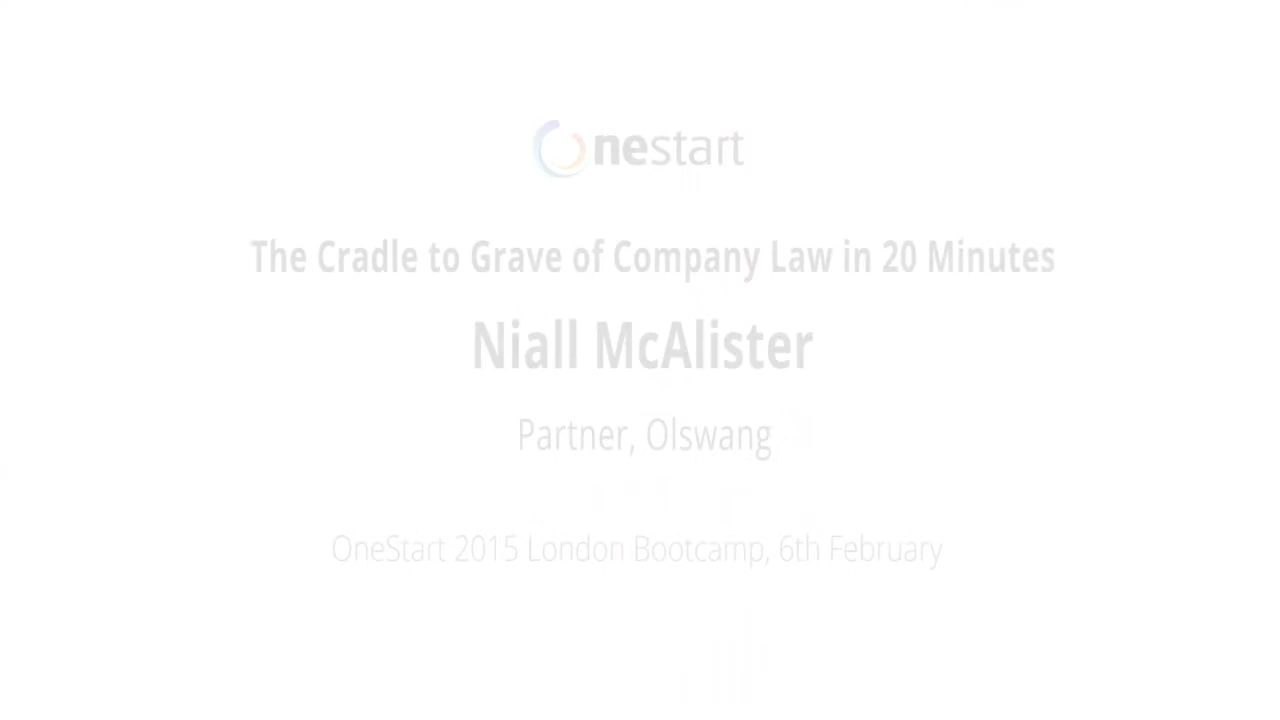 Onestart
The Cradle to Grave of Company Law in 20 Minutes
Niall McAlister
Partner, Olswang
OneStart 2015 London Bootcamp, 6th February